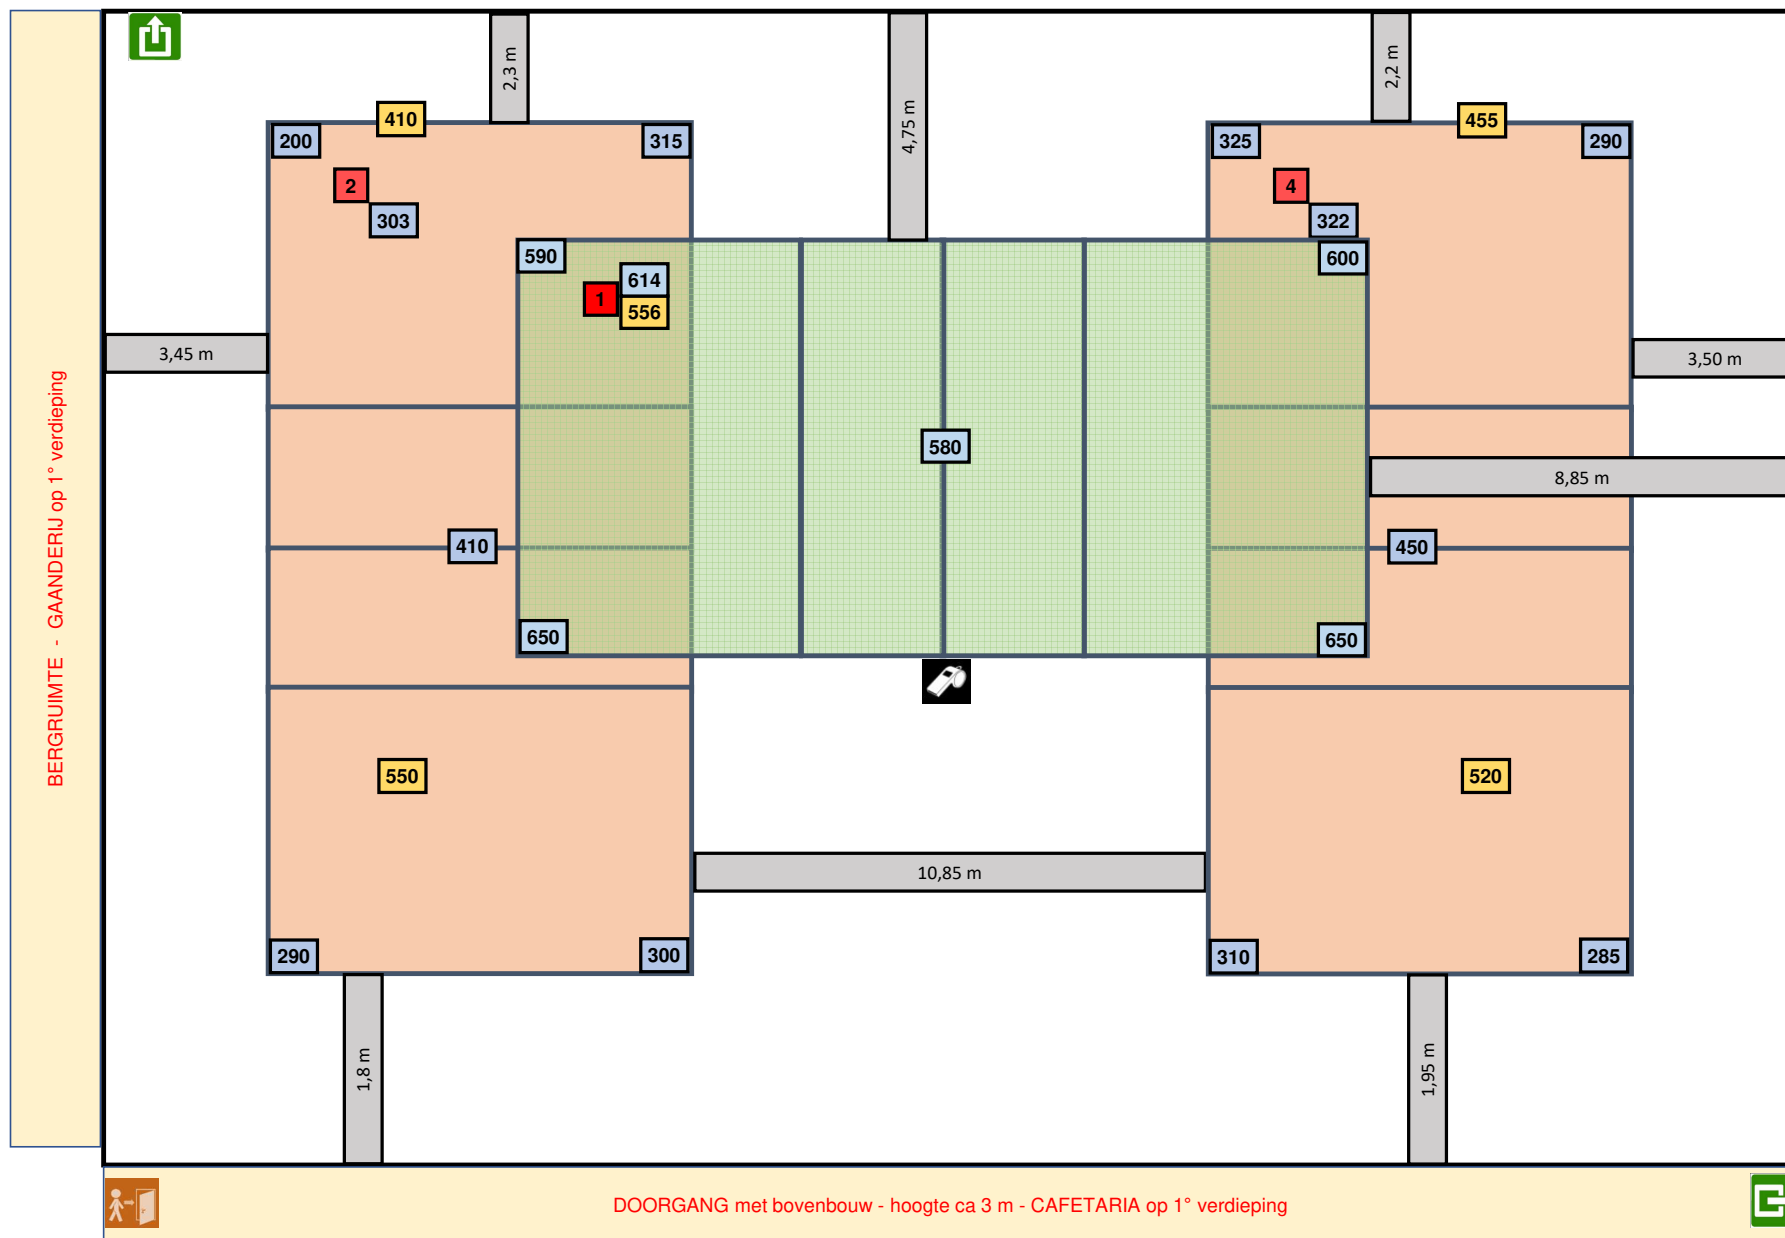 2,3 m
4,75 m
2,2 m
410
455
200
315
325
290
2
303
4
322
590
614
600
1
556
3,45 m
3,50 m
580
8,85 m
410
450
650
650
550
520
10,85 m
290
300
310
285
1,8 m
1,95 m
BERGRUIMTE - GAANDERIJ op 1° verdieping
DOORGANG met bovenbouw - hoogte ca 3 m - CAFETARIA op 1° verdieping